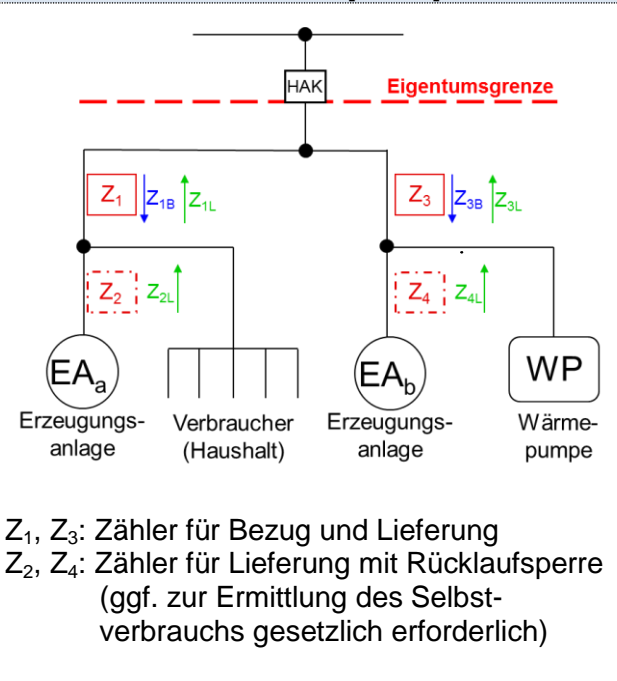 HAK
Eigentumsgrenze
Z1 Z1B Z1L
Z3 Z3B Z3L
Z2 Z2L
Z4 Z4L
EAa
EAb
WP
Erzeugungs-
anlage
Verbraucher
(Haushalt)
Erzeugungs-
anlage
Wärme-
pumpe
Z1, Z3: Zähler für Bezug und Lieferung
Z2, Z4: Zähler für Lieferung mit Rücklaufsperre
(ggf. zur Ermittlung des Selbst-
verbrauchs gesetzlich erforderlich)